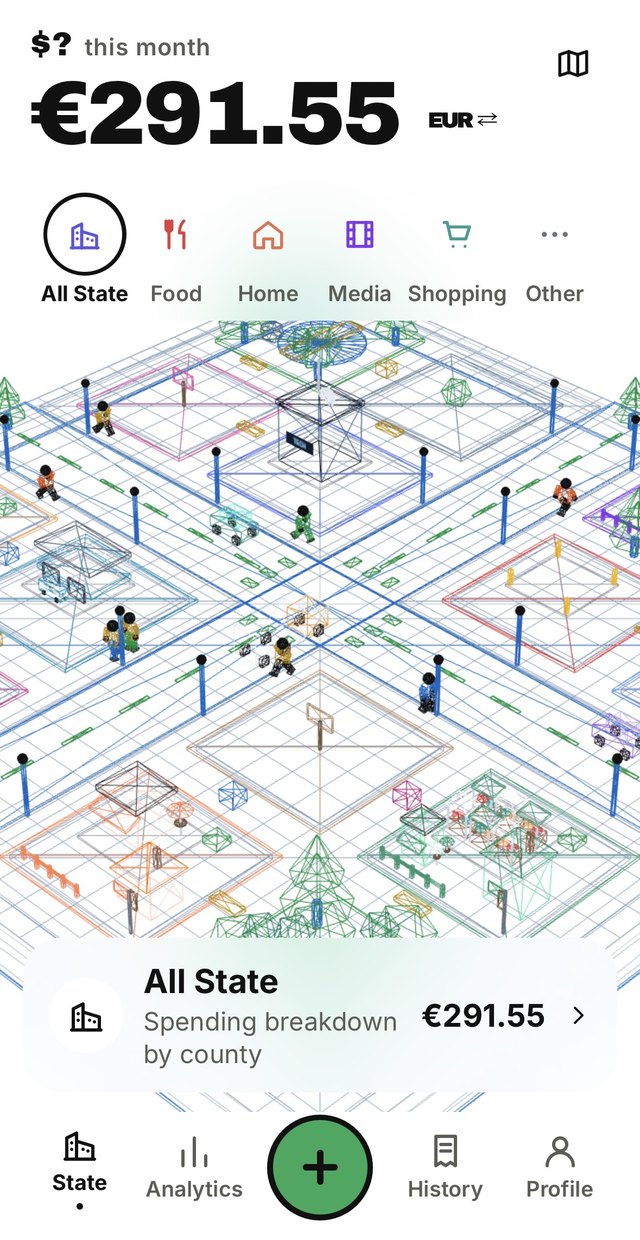 $? this month
€291.55 EUR
All State Food Home Media Shopping Other
All State
Spending breakdown
by county
€291.55
State Analytics History Profile